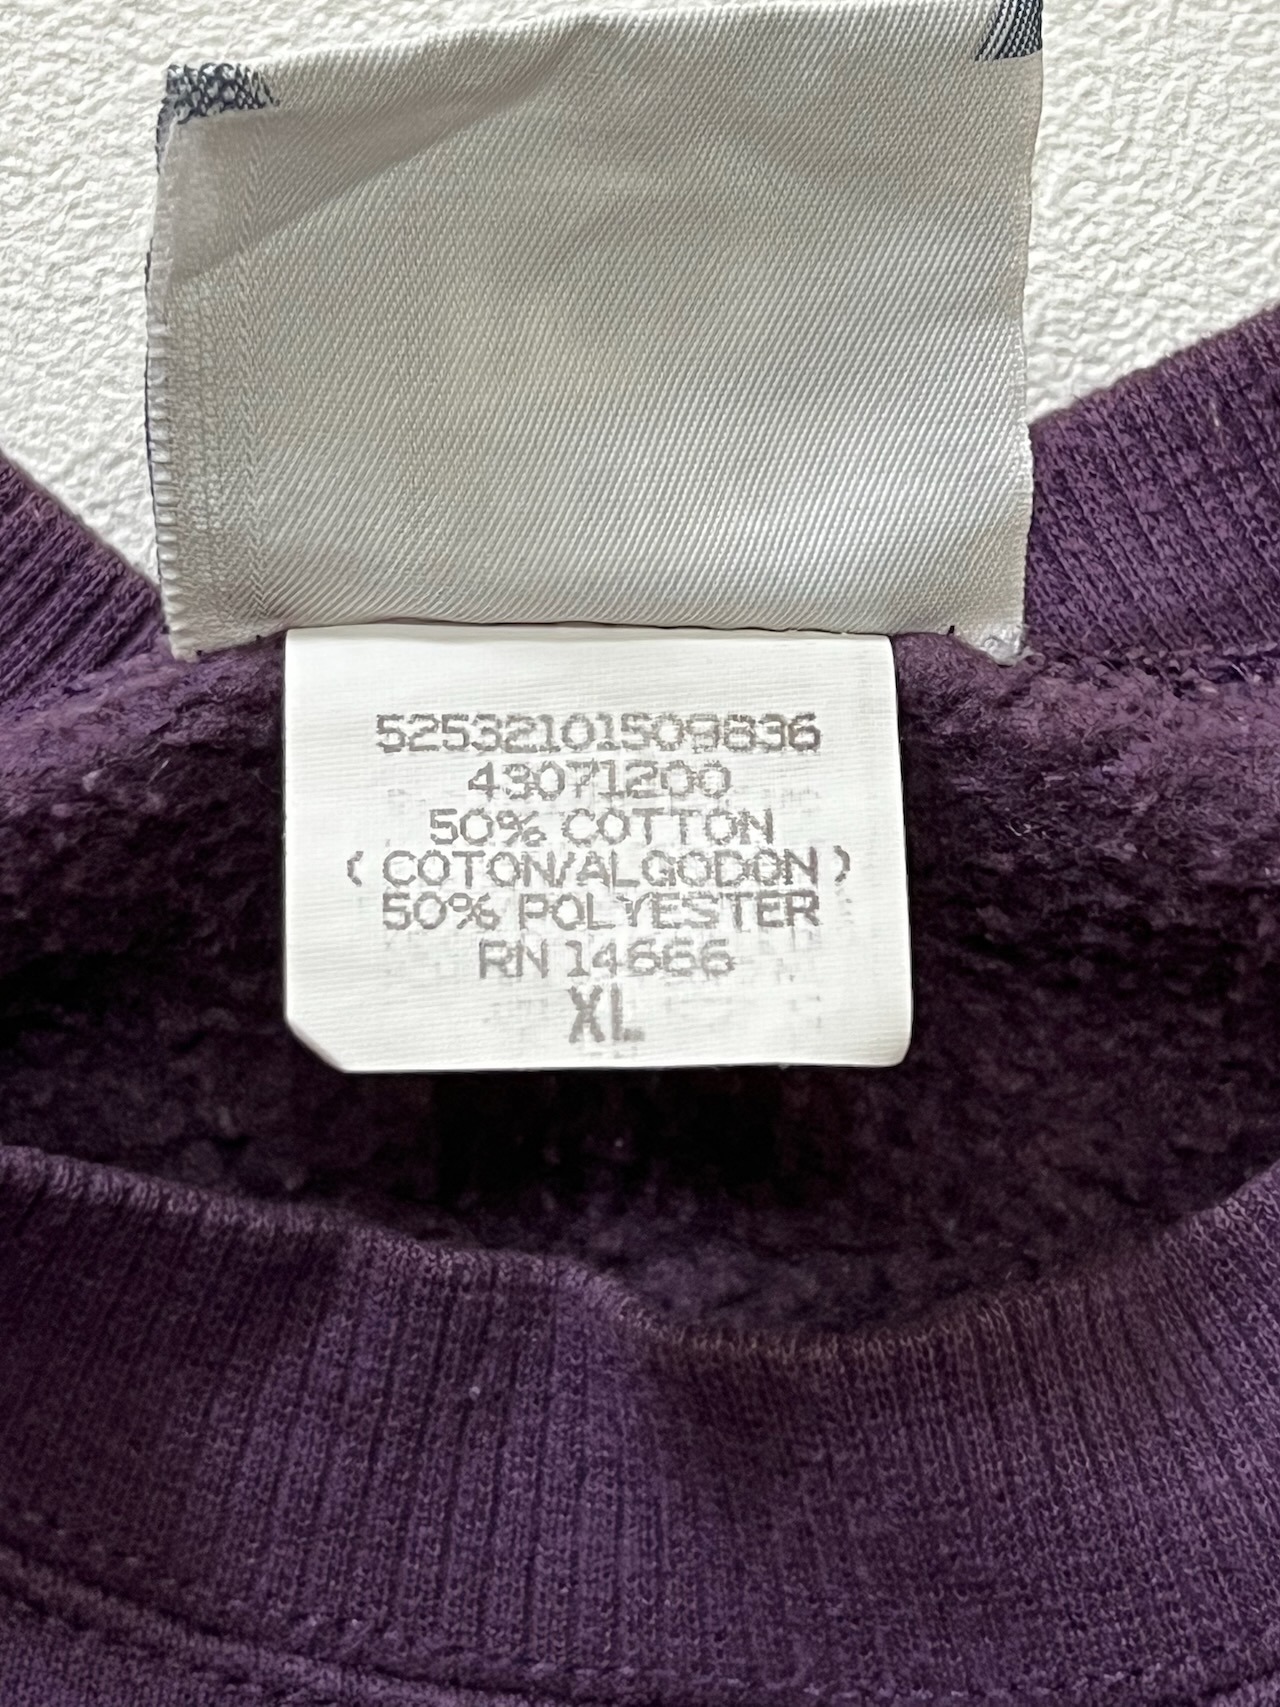 52532101509836
43071200
50% COTTON
( COTON/ALGODON )
50% POLYESTER
RN 14666
XL